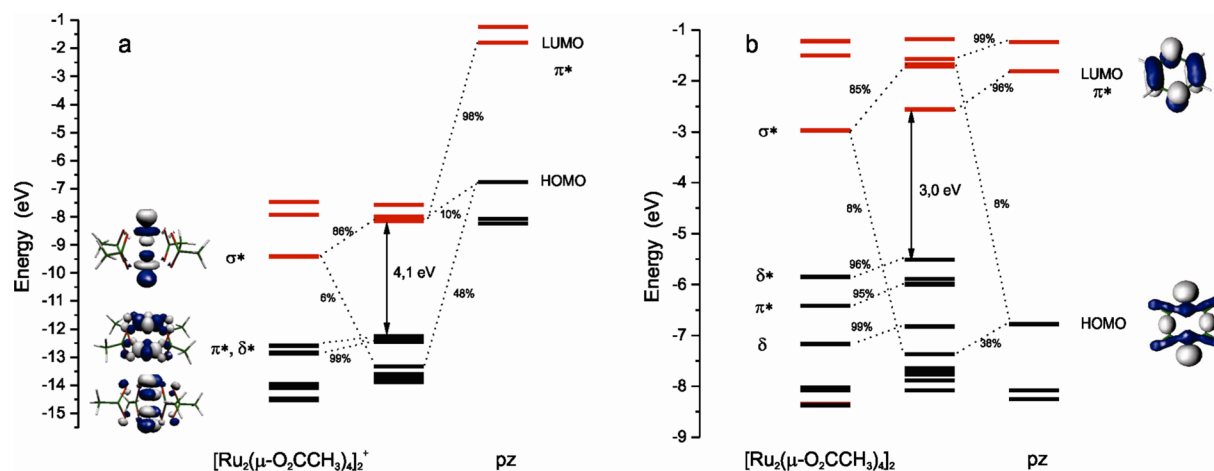 a
Energy (eV)
-1
-2
-3
-4
-5
-6
-7
-8
-9
-10
-11
-12
-13
-14
-15
LUMO
π*
98%
HOMO
10%
86%
σ*
4,1 eV
6%
48%
π*, δ*
99%
[Ru₂(μ-O₂CCH₃)₄]₂⁺
pz
b
Energy (eV)
-1
-2
-3
-4
-5
-6
-7
-8
-9
99%
LUMO
π*
85%
96%
σ*
3,0 eV
8%
8%
δ*
96%
π*
95%
HOMO
δ
99%
38%
[Ru₂(μ-O₂CCH₃)₄]₂
pz